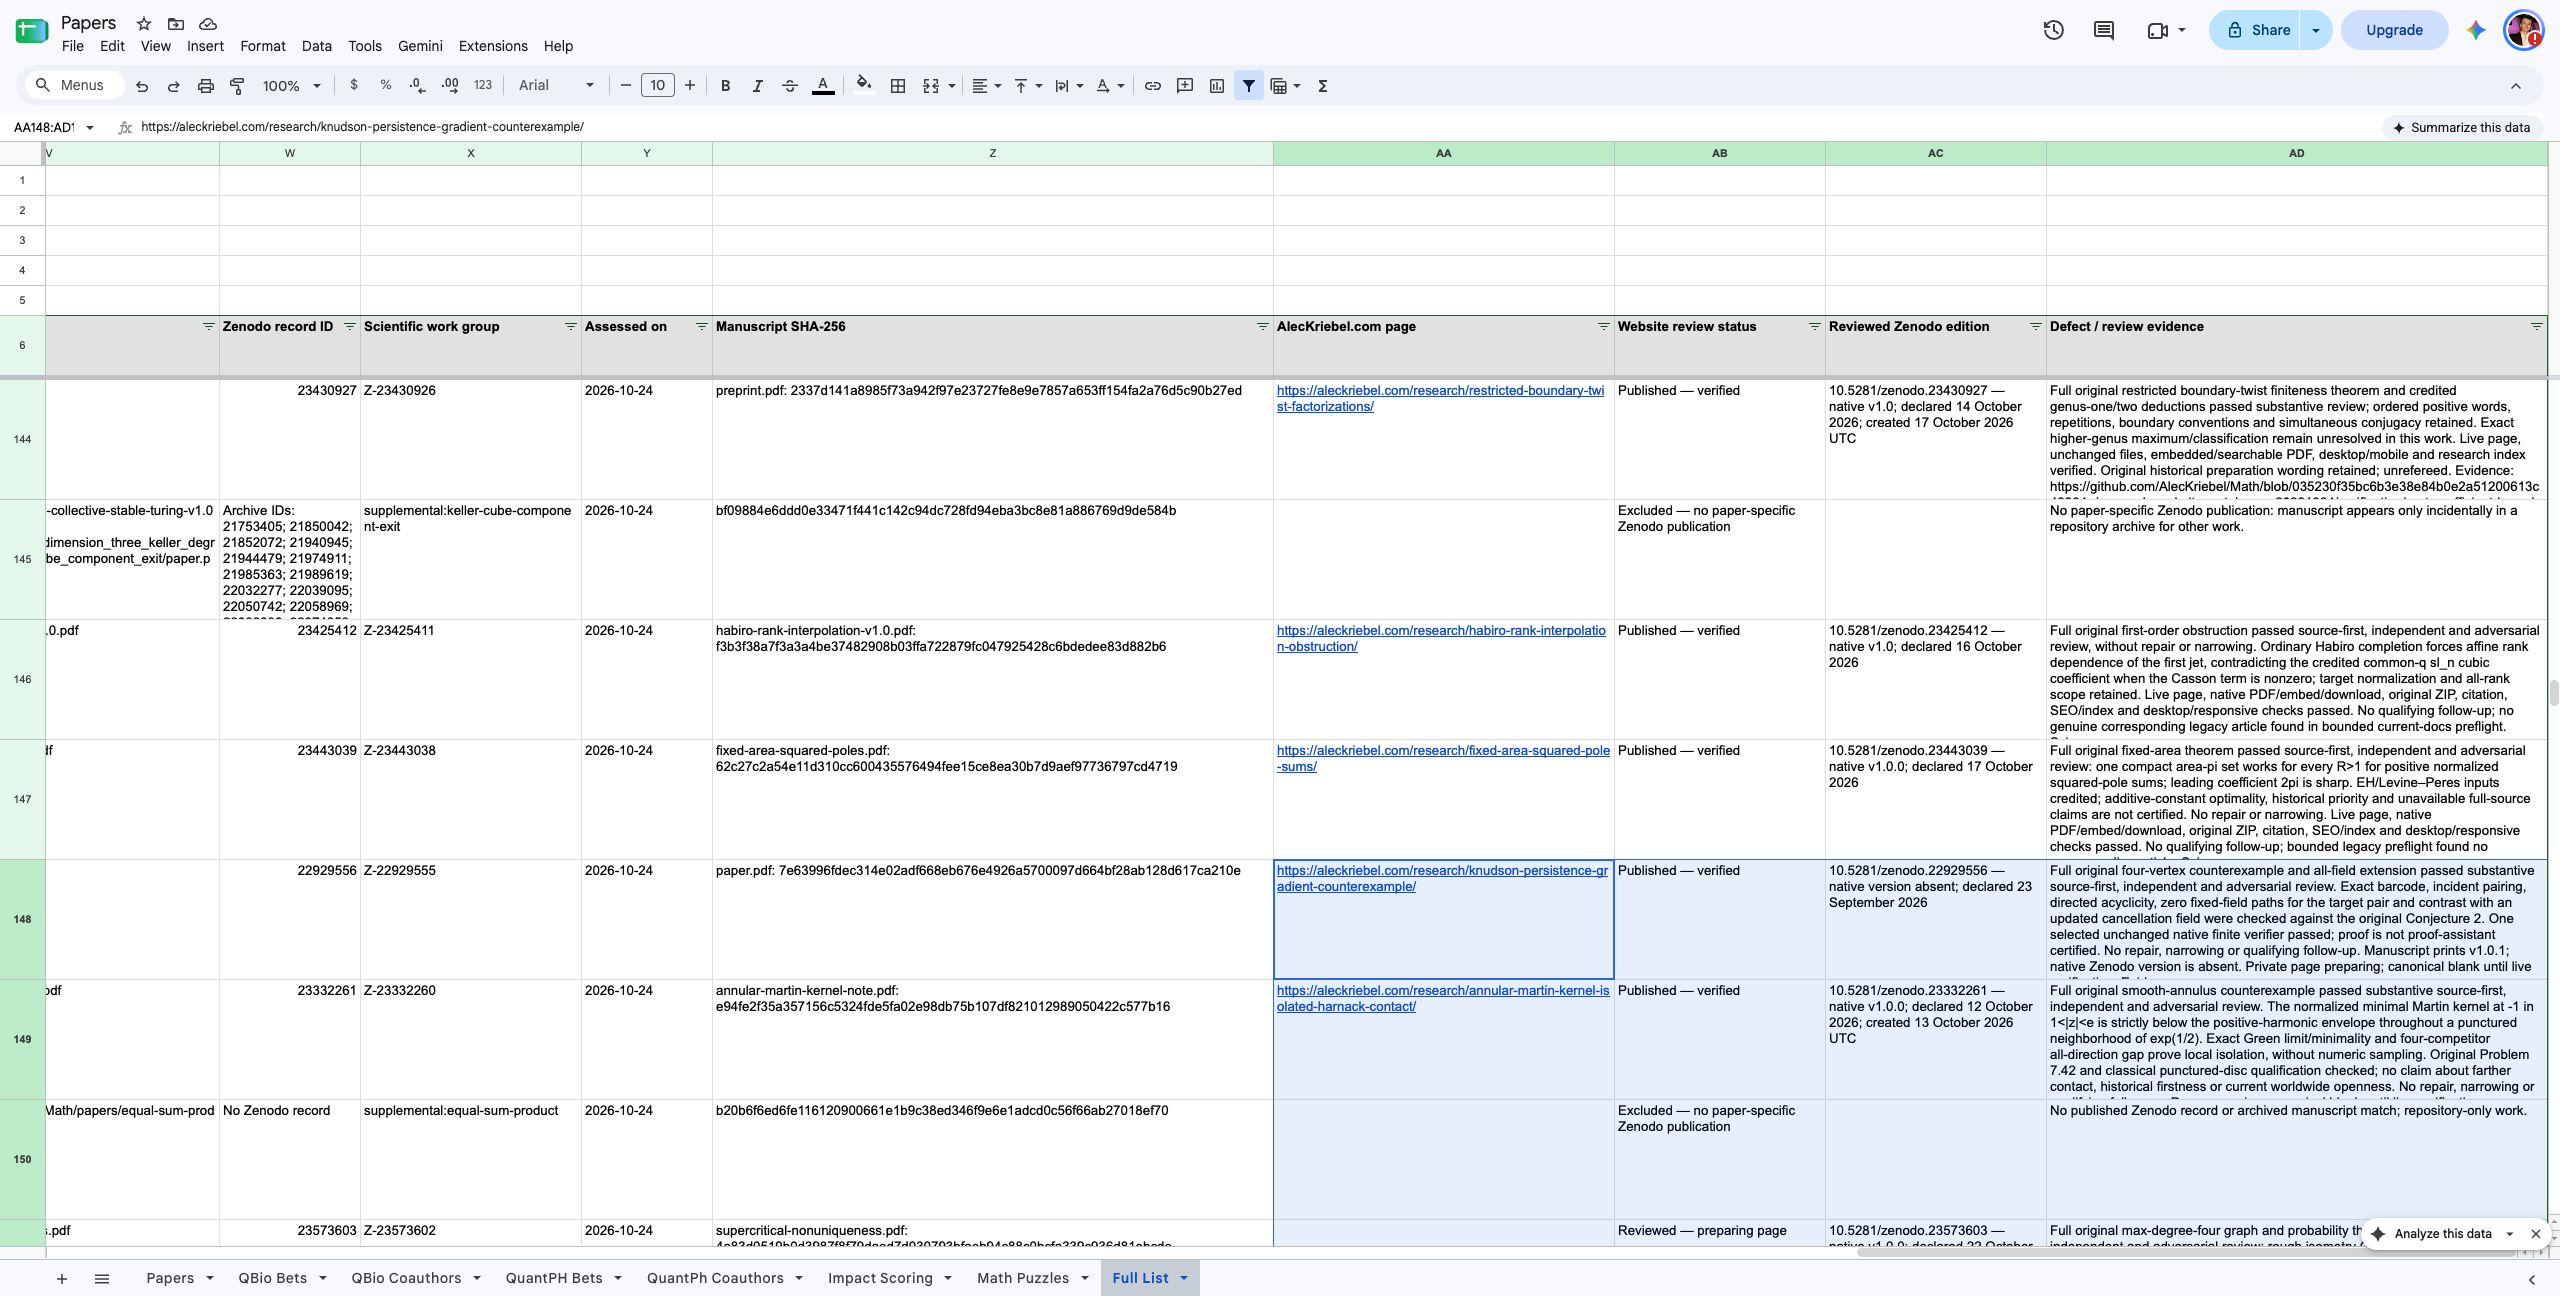 Papers
File Edit View Insert Format Data Tools Gemini Extensions Help
Share
Upgrade
Menus
100%
$ % .0 .00 123
Arial
10
AA148:AD1
https://aleckriebel.com/research/knudson-persistence-gradient-counterexample/
Summarize this data
V W X Y Z AA AB AC AD
1
2
3
4
5
6
Zenodo record ID
Scientific work group
Assessed on
Manuscript SHA-256
AlecKriebel.com page
Website review status
Reviewed Zenodo edition
Defect / review evidence
144
23430927
Z-23430926
2026-10-24
preprint.pdf: 2337d141a8985f73a942f97e23727fe8e9e7857a653ff154fa2a76d5c90b27ed
https://aleckriebel.com/research/restricted-boundary-twi
st-factorizations/
Published — verified
10.5281/zenodo.23430927 —
native v1.0; declared 14 October
2026; created 17 October 2026
UTC
Full original restricted boundary-twist finiteness theorem and credited
genus-one/two deductions passed substantive review; ordered positive words,
repetitions, boundary conventions and simultaneous conjugacy retained. Exact
higher-genus maximum/classification remain unresolved in this work. Live page,
unchanged files, embedded/searchable PDF, desktop/mobile and research index
verified. Original historical preparation wording retained; unrefereed. Evidence:
https://github.com/AlecKriebel/Math/blob/035230f35bc6b3e38e84b0e2a51200613c
145
-collective-stable-turing-v1.0
dimension_three_keller_degr
be_component_exit/paper.p
Archive IDs:
21753405; 21850042;
21852072; 21940945;
21944479; 21974911;
21985363; 21989619;
22032277; 22039095;
22050742; 22058969;
supplemental:keller-cube-compone
nt-exit
2026-10-24
bf09884e6ddd0e33471f441c142c94dc728fd94eba3bc8e81a886769d9de584b
Excluded — no paper-specific
Zenodo publication
No paper-specific Zenodo publication: manuscript appears only incidentally in a
repository archive for other work.
146
.0.pdf
23425412
Z-23425411
2026-10-24
habiro-rank-interpolation-v1.0.pdf:
f3b3f38a7f3a3a4be37482908b03ffa722879fc047925428c6bdedee83d882b6
https://aleckriebel.com/research/habiro-rank-interpolatio
n-obstruction/
Published — verified
10.5281/zenodo.23425412 —
native v1.0; declared 16 October
2026
Full original first-order obstruction passed source-first, independent and adversarial
review, without repair or narrowing. Ordinary Habiro completion forces affine rank
dependence of the first jet, contradicting the credited common-q sl_n cubic
coefficient when the Casson term is nonzero; target normalization and all-rank
scope retained. Live page, native PDF/embed/download, original ZIP, citation,
SEO/index and desktop/responsive checks passed. No qualifying follow-up; no
genuine corresponding legacy article found in bounded current-docs preflight.
147
df
23443039
Z-23443038
2026-10-24
fixed-area-squared-poles.pdf:
62c27c2a54e11d310cc600435576494fee15ce8ea30b7d9aef97736797cd4719
https://aleckriebel.com/research/fixed-area-squared-pole
-sums/
Published — verified
10.5281/zenodo.23443039 —
native v1.0.0; declared 17 October
2026
Full original fixed-area theorem passed source-first, independent and adversarial
review: one compact area-pi set works for every R>1 for positive normalized
squared-pole sums; leading coefficient 2pi is sharp. EH/Levine–Peres inputs
credited; additive-constant optimality, historical priority and unavailable full-source
claims are not certified. No repair or narrowing. Live page, native
PDF/embed/download, original ZIP, citation, SEO/index and desktop/responsive
checks passed. No qualifying follow-up; bounded legacy preflight found no
148
22929556
Z-22929555
2026-10-24
paper.pdf: 7e63996fdec314e02adf668eb676e4926a5700097d664bf28ab128d617ca210e
https://aleckriebel.com/research/knudson-persistence-gr
adient-counterexample/
Published — verified
10.5281/zenodo.22929556 —
native version absent; declared 23
September 2026
Full original four-vertex counterexample and all-field extension passed substantive
source-first, independent and adversarial review. Exact barcode, incident pairing,
directed acyclicity, zero fixed-field paths for the target pair and contrast with an
updated cancellation field were checked against the original Conjecture 2. One
selected unchanged native finite verifier passed; proof is not proof-assistant
certified. No repair, narrowing or qualifying follow-up. Manuscript prints v1.0.1;
native Zenodo version is absent. Private page preparing; canonical blank until live
149
pdf
23332261
Z-23332260
2026-10-24
annular-martin-kernel-note.pdf:
e94fe2f35a357156c5324fde5fa02e98db75b107df821012989050422c577b16
https://aleckriebel.com/research/annular-martin-kernel-is
olated-harnack-contact/
Published — verified
10.5281/zenodo.23332261 —
native v1.0.0; declared 12 October
2026; created 13 October 2026
UTC
Full original smooth-annulus counterexample passed substantive source-first,
independent and adversarial review. The normalized minimal Martin kernel at -1 in
1<|z|<e is strictly below the positive-harmonic envelope throughout a punctured
neighborhood of exp(1/2). Exact Green limit/minimality and four-competitor
all-direction gap prove local isolation, without numeric sampling. Original Problem
7.42 and classical punctured-disc qualification checked; no claim about farther
contact, historical firstness or current worldwide openness. No repair, narrowing or
150
Math/papers/equal-sum-prod
No Zenodo record
supplemental:equal-sum-product
2026-10-24
b20b6f6ed6fe116120900661e1b9c38ed346f9e6e1adcd0c56f66ab27018ef70
Excluded — no paper-specific
Zenodo publication
No published Zenodo record or archived manuscript match; repository-only work.
s.pdf
23573603
Z-23573602
2026-10-24
supercritical-nonuniqueness.pdf:
Reviewed — preparing page
10.5281/zenodo.23573603 —
Full original max-degree-four graph and probability
Analyze this data
Papers
QBio Bets
QBio Coauthors
QuantPH Bets
QuantPh Coauthors
Impact Scoring
Math Puzzles
Full List